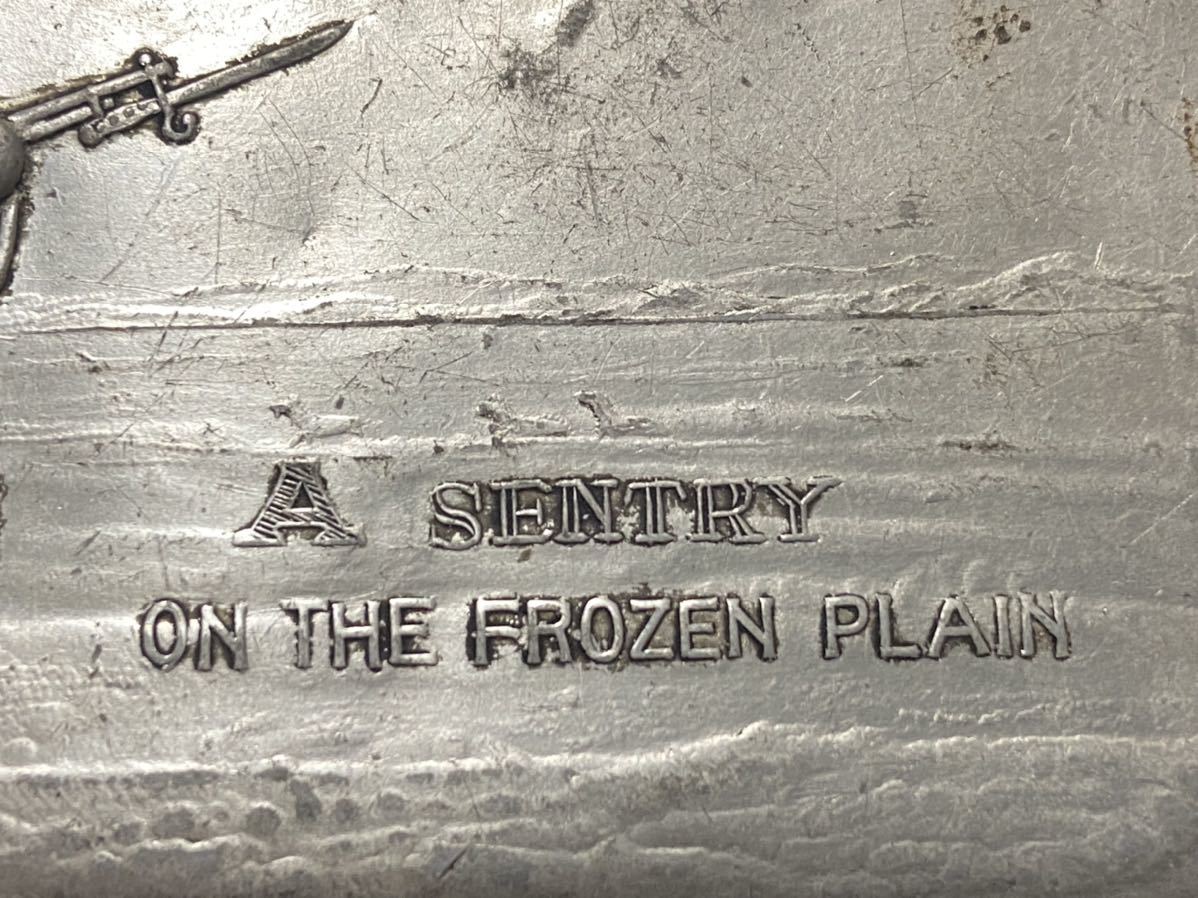 A SENTRY
ON THE FROZEN PLAIN